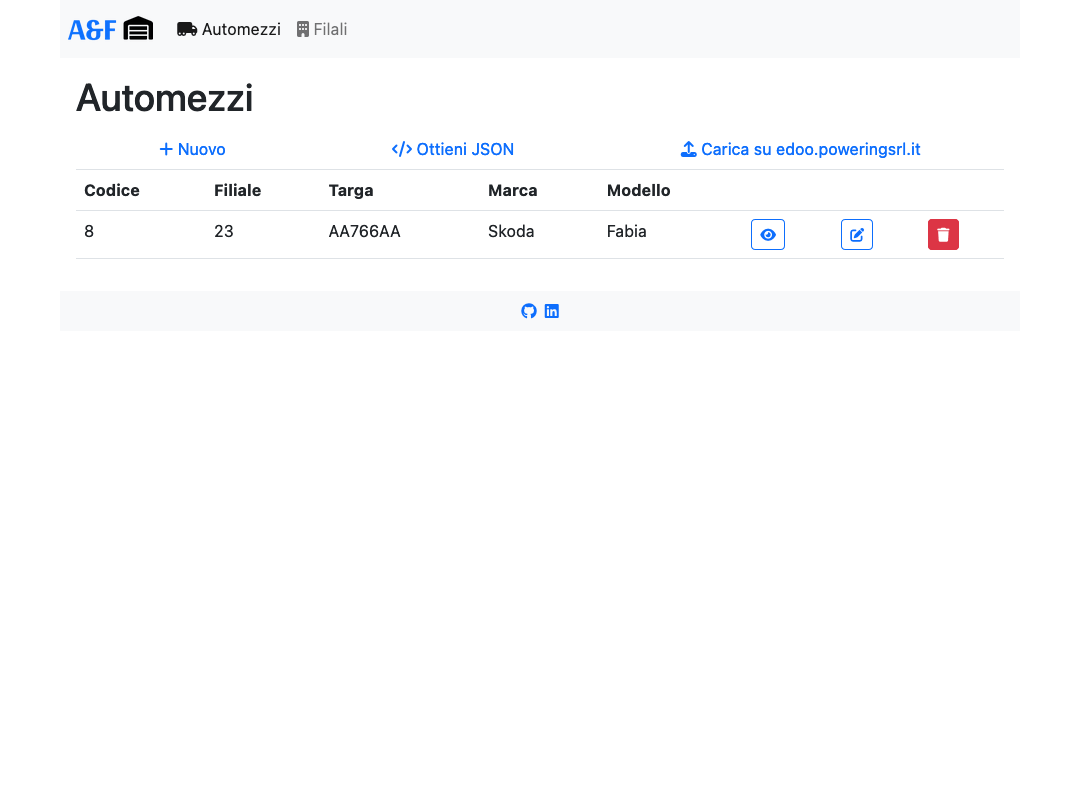 A&F Automezzi Filali
Automezzi
Nuovo Ottieni JSON Carica su edoo.poweringsrl.it
Codice Filiale Targa Marca Modello
8 23 AA766AA Skoda Fabia